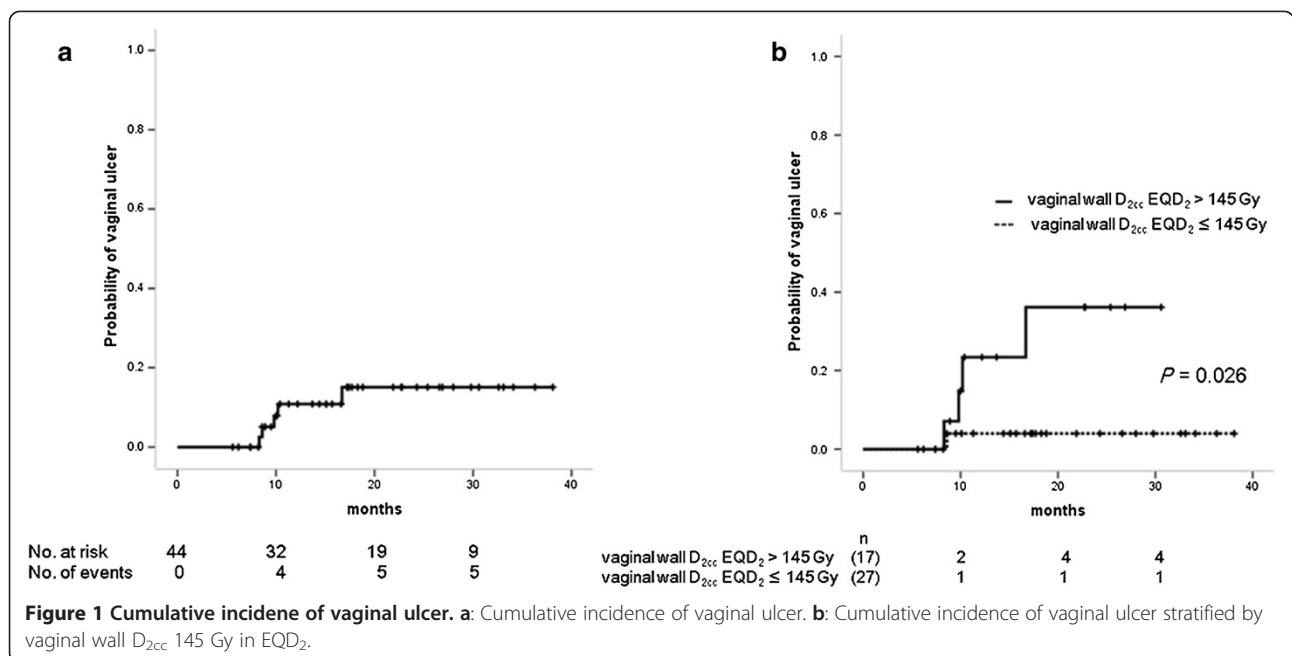 a
1.0
0.8
0.6
0.4
0.2
0.0
Probability of vaginal ulcer
0 10 20 30 40
months
No. at risk 44 32 19 9
No. of events 0 4 5 5
b
1.0
0.8
0.6
0.4
0.2
0.0
Probability of vaginal ulcer
vaginal wall D2cc EQD2 > 145 Gy
vaginal wall D2cc EQD2 ≤ 145 Gy
P = 0.026
0 10 20 30 40
months
n
vaginal wall D2cc EQD2 > 145 Gy (17) 2 4 4
vaginal wall D2cc EQD2 ≤ 145 Gy (27) 1 1 1
Figure 1 Cumulative incidene of vaginal ulcer. a: Cumulative incidence of vaginal ulcer. b: Cumulative incidence of vaginal ulcer stratified by
vaginal wall D2cc 145 Gy in EQD2.